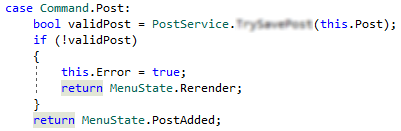 case Command.Post:
bool validPost = PostService.(this.Post);
if (!validPost)
{
this.Error = true;
return MenuState.Rerender;
}
return MenuState.PostAdded;